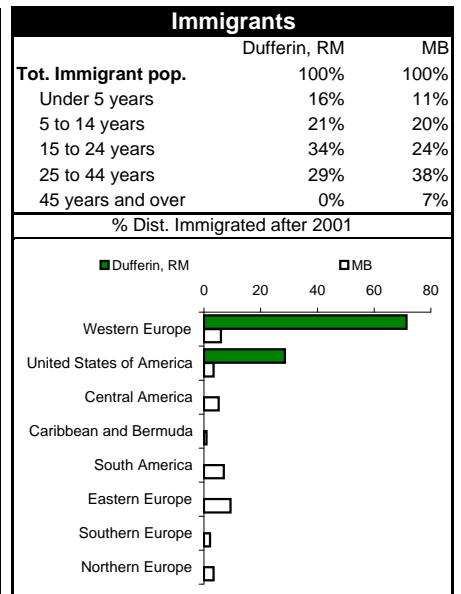 Immigrants
Dufferin, RM MB
Tot. Immigrant pop. 100% 100%
Under 5 years 16% 11%
5 to 14 years 21% 20%
15 to 24 years 34% 24%
25 to 44 years 29% 38%
45 years and over 0% 7%
% Dist. Immigrated after 2001
Dufferin, RM MB
0 20 40 60 80
Western Europe
United States of America
Central America
Caribbean and Bermuda
South America
Eastern Europe
Southern Europe
Northern Europe